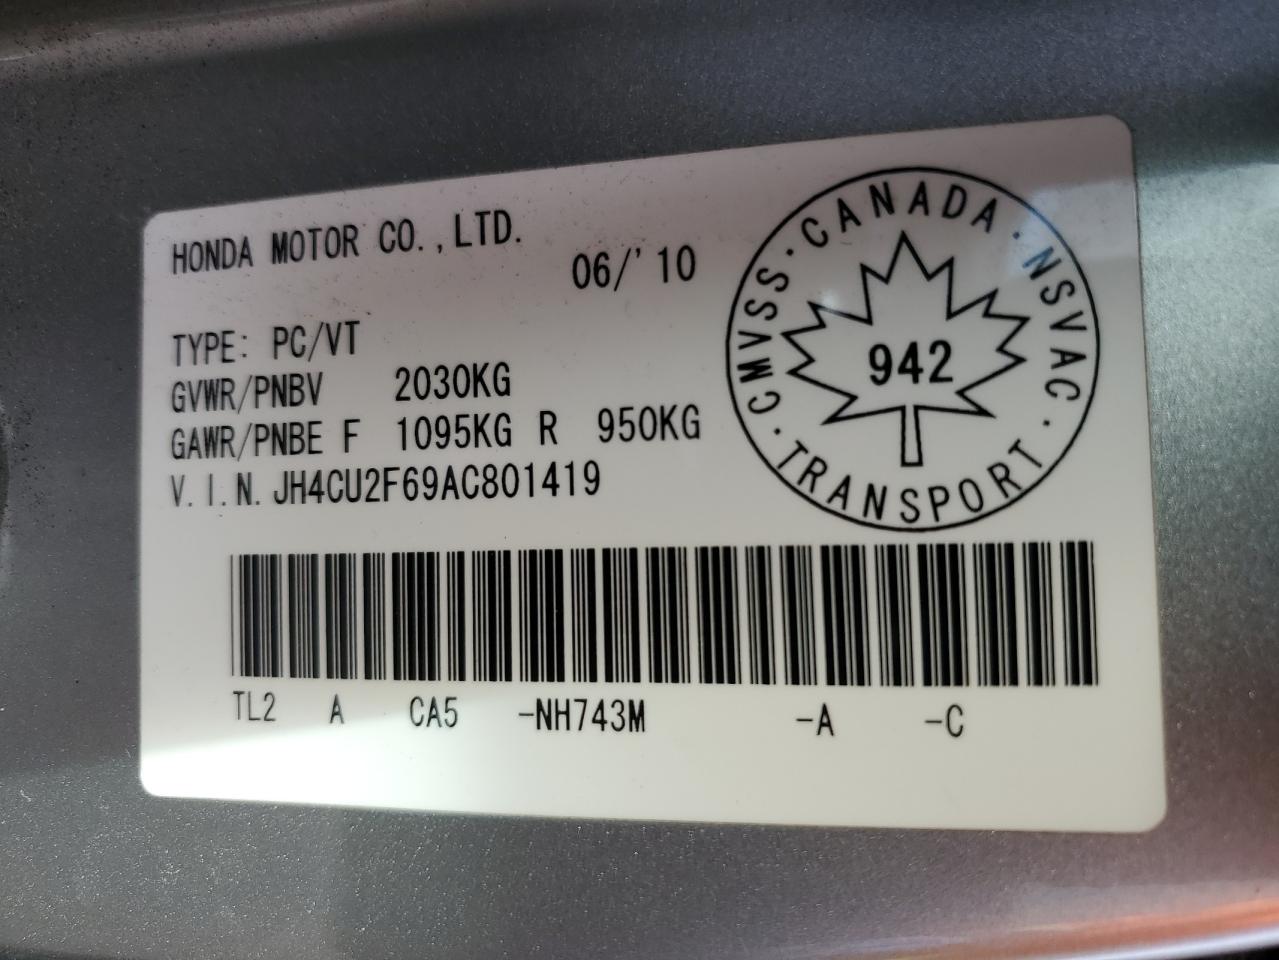 HONDA MOTOR CO., LTD.
06/'10
TYPE: PC/VT
GVWR/PNBV 2030KG
GAWR/PNBE F 1095KG R 950KG
V.I.N. JH4CU2F69AC801419
CMVSS · CANADA · NSVAC · TRANSPORT ·
942
TL2 A CA5 -NH743M -A -C